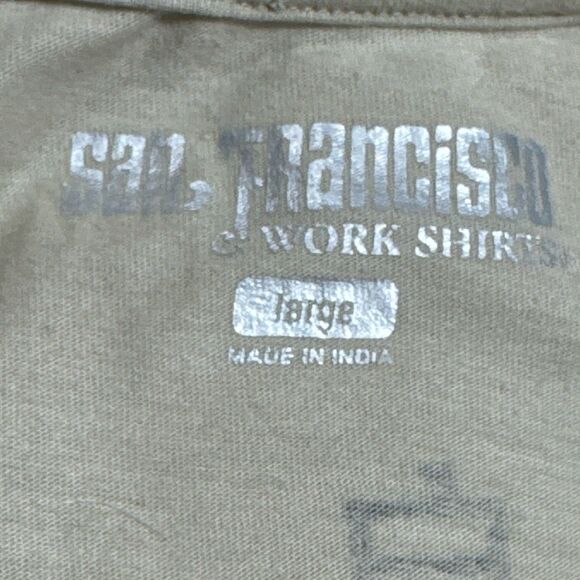 San Francisco
& WORK SHIRTS
large
MADE IN INDIA